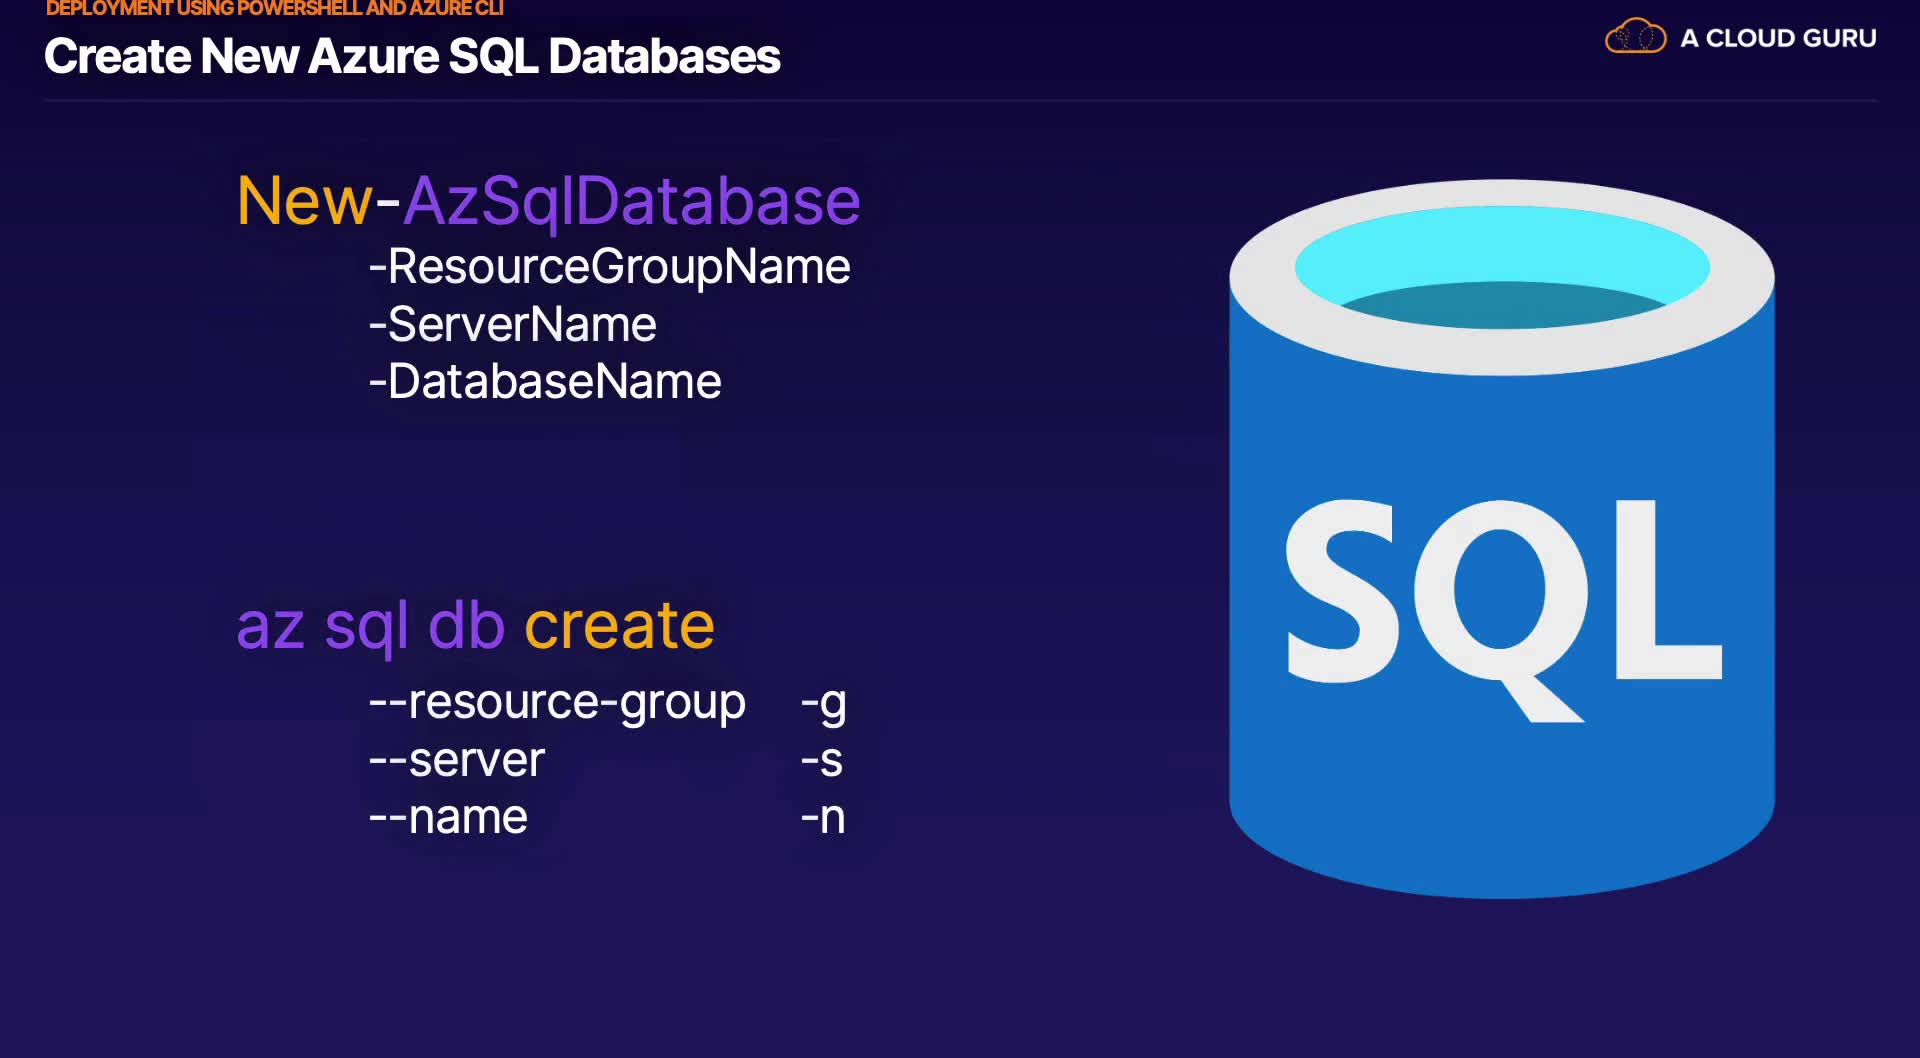 DEPLOYMENT USING POWERSHELL AND AZURE CLI
Create New Azure SQL Databases
A CLOUD GURU
New-AzSqlDatabase
-ResourceGroupName
-ServerName
-DatabaseName
az sql db create
--resource-group -g
--server -s
--name -n
SQL